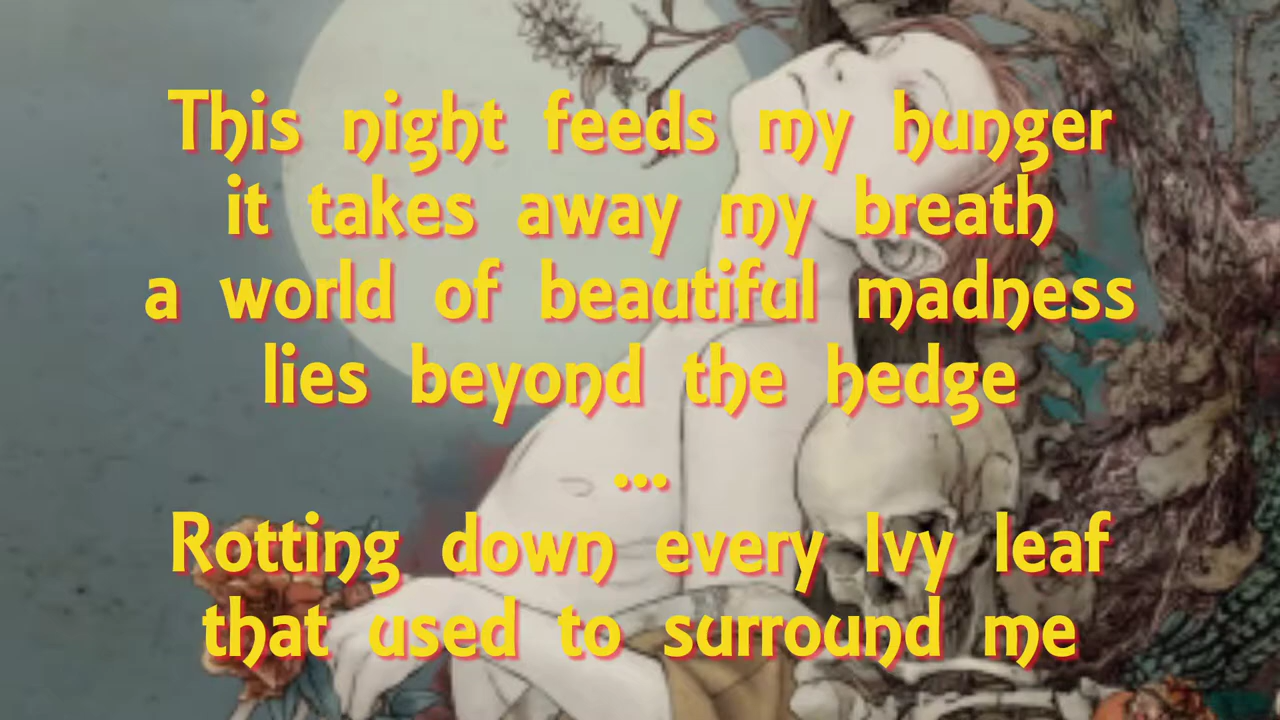 This night feeds my hunger
it takes away my breath
a world of beautiful madness
lies beyond the hedge
...
Rotting down every Ivy leaf
that used to surround me